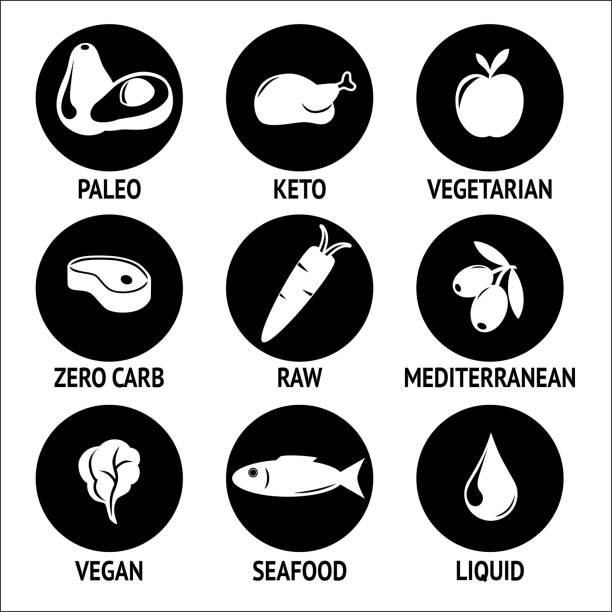 PALEO
KETO
VEGETARIAN
ZERO CARB
RAW
MEDITERRANEAN
VEGAN
SEAFOOD
LIQUID